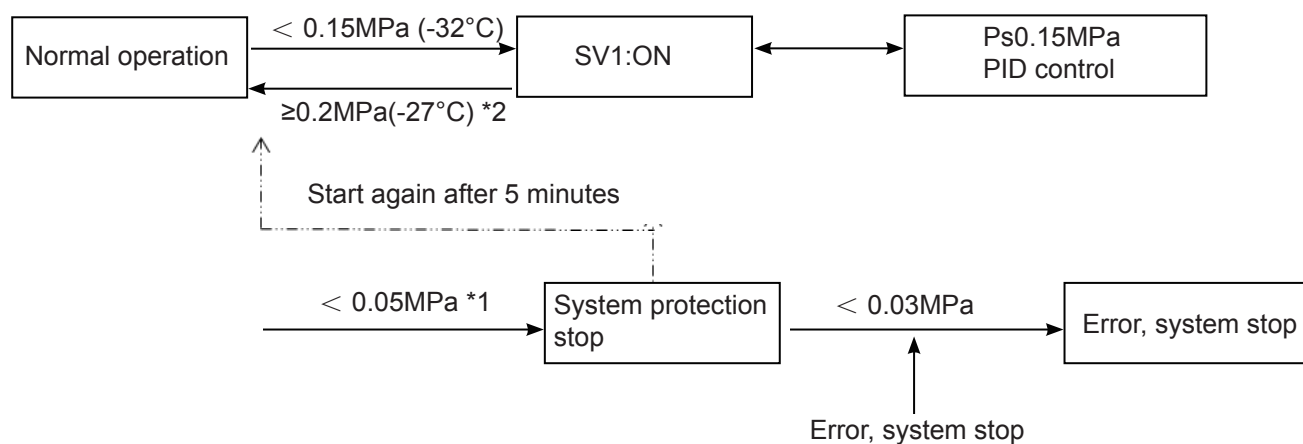 < 0.15MPa (-32°C)
Normal operation
SV1:ON
Ps0.15MPa
PID control
≥0.2MPa(-27°C) *2
Start again after 5 minutes
< 0.05MPa *1
System protection
stop
< 0.03MPa
Error, system stop
Error, system stop